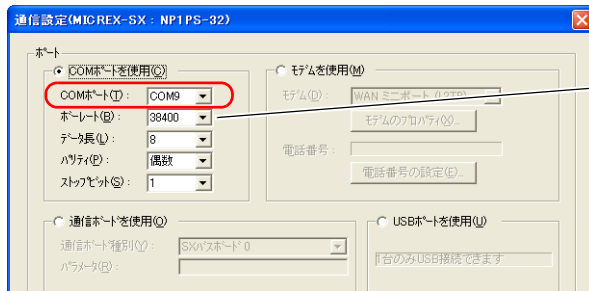 通信設定(MICREX-SX : NP1PS-32)
ポート
COMポートを使用(C)
COMポート(T) : COM9
ボーレート(B) : 38400
データ長(L) : 8
パリティ(P) : 偶数
ストップビット(S) : 1
モデムを使用(M)
モデム(D) : WAN ミニポート (L2TP)
モデムのプロパティ(X)...
電話番号 :
電話番号の設定(E)...
通信ボードを使用(O)
通信ボード種別(Y) : SXバスボード 0
パラメータ(R) :
USBポートを使用(U)
1台のみUSB接続できます